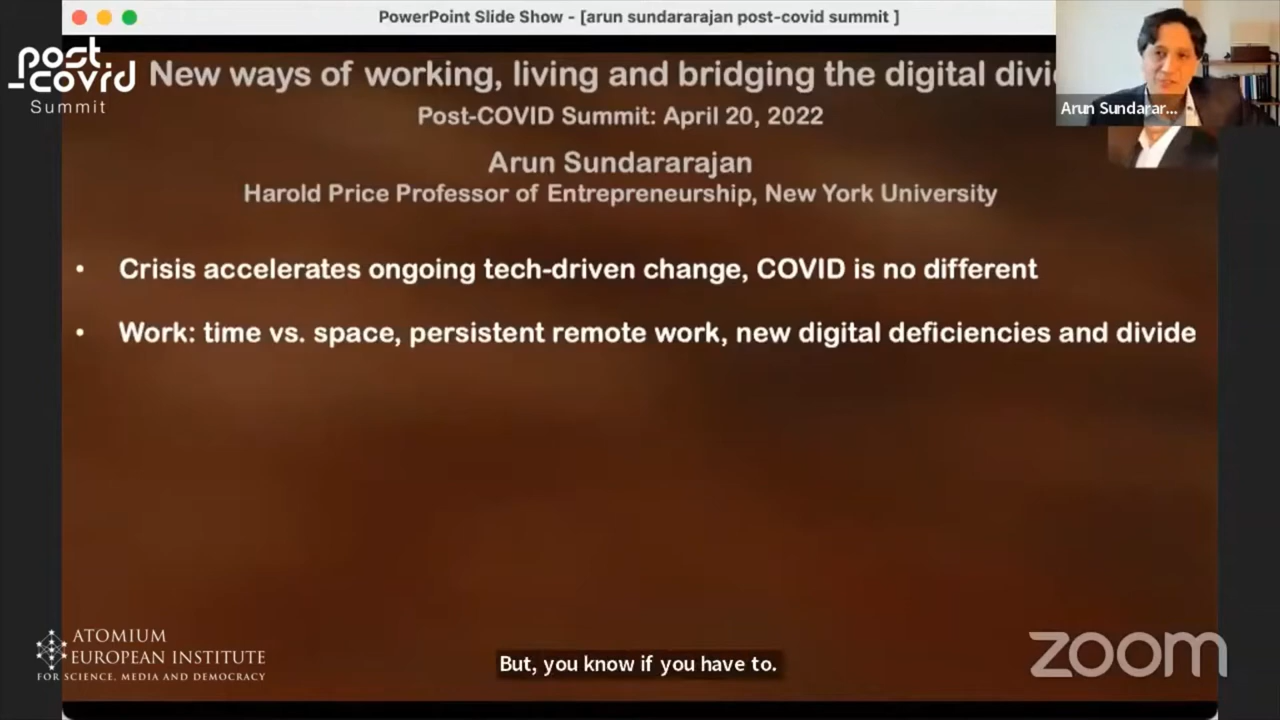 PowerPoint Slide Show - [arun sundararajan post-covid summit ]
post
-covid
Summit
New ways of working, living and bridging the digital divi
Arun Sundarar...
Post-COVID Summit: April 20, 2022
Arun Sundararajan
Harold Price Professor of Entrepreneurship, New York University
• Crisis accelerates ongoing tech-driven change, COVID is no different
• Work: time vs. space, persistent remote work, new digital deficiencies and divide
ATOMIUM
EUROPEAN INSTITUTE
FOR SCIENCE, MEDIA AND DEMOCRACY
But, you know if you have to.
zoom